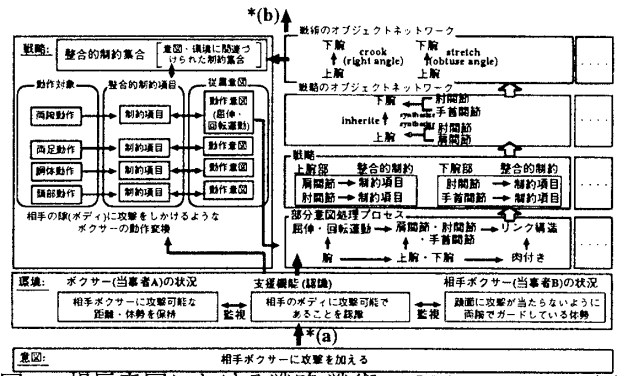 *(b)
戦略:
整合的制約集合
意図・環境に関連づ
けられた制約集合
動作対象
整合的制約項目
従属意図
両腕動作
制約項目
動作意図
(屈伸・
回転運動)
両足動作
制約項目
動作意図
胴体動作
制約項目
動作意図
頭部動作
制約項目
動作意図
相手の隊(ボディ)に攻撃をしかけるような
ボクサーの動作変換
戦術のオブジェクトネットワーク
下腕
crook
(right angle)
上腕
下腕
stretch
(obtuse angle)
上腕
戦略のオブジェクトネットワーク
下腕
肘関節
手首関節
inherite
synthesize
上腕
肘関節
肩関節
戦略
上腕部
整合的制約
下腕部
整合的制約
肩関節
制約項目
肘関節
制約項目
肘関節
制約項目
手首関節
制約項目
部分意図処理プロセス
屈伸・回転運動
肩関節・肘関節
・手首関節
リンク構造
腕
上腕・下腕
肉付き
環境:
ボクサー(当事者A)の状況
支援機能(認識)
相手ボクサー(当事者B)の状況
相手ボクサーに攻撃可能な
距離・体勢を保持
監視
相手のボディに攻撃可能で
あることを認識
監視
顔面に攻撃が当たらないように
両腕でガードしている体勢
*(a)
意図:
相手ボクサーに攻撃を加える